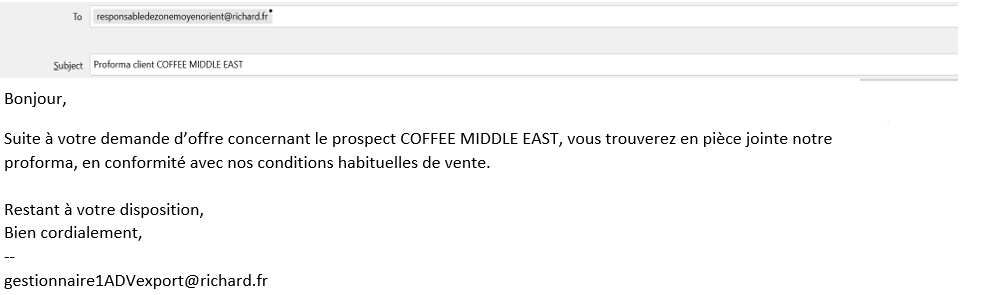 To responsabledezonemoyenorient@richard.fr
Subject Proforma client COFFEE MIDDLE EAST
Bonjour,
Suite à votre demande d’offre concernant le prospect COFFEE MIDDLE EAST, vous trouverez en pièce jointe notre
proforma, en conformité avec nos conditions habituelles de vente.
Restant à votre disposition,
Bien cordialement,
--
gestionnaire1ADVexport@richard.fr